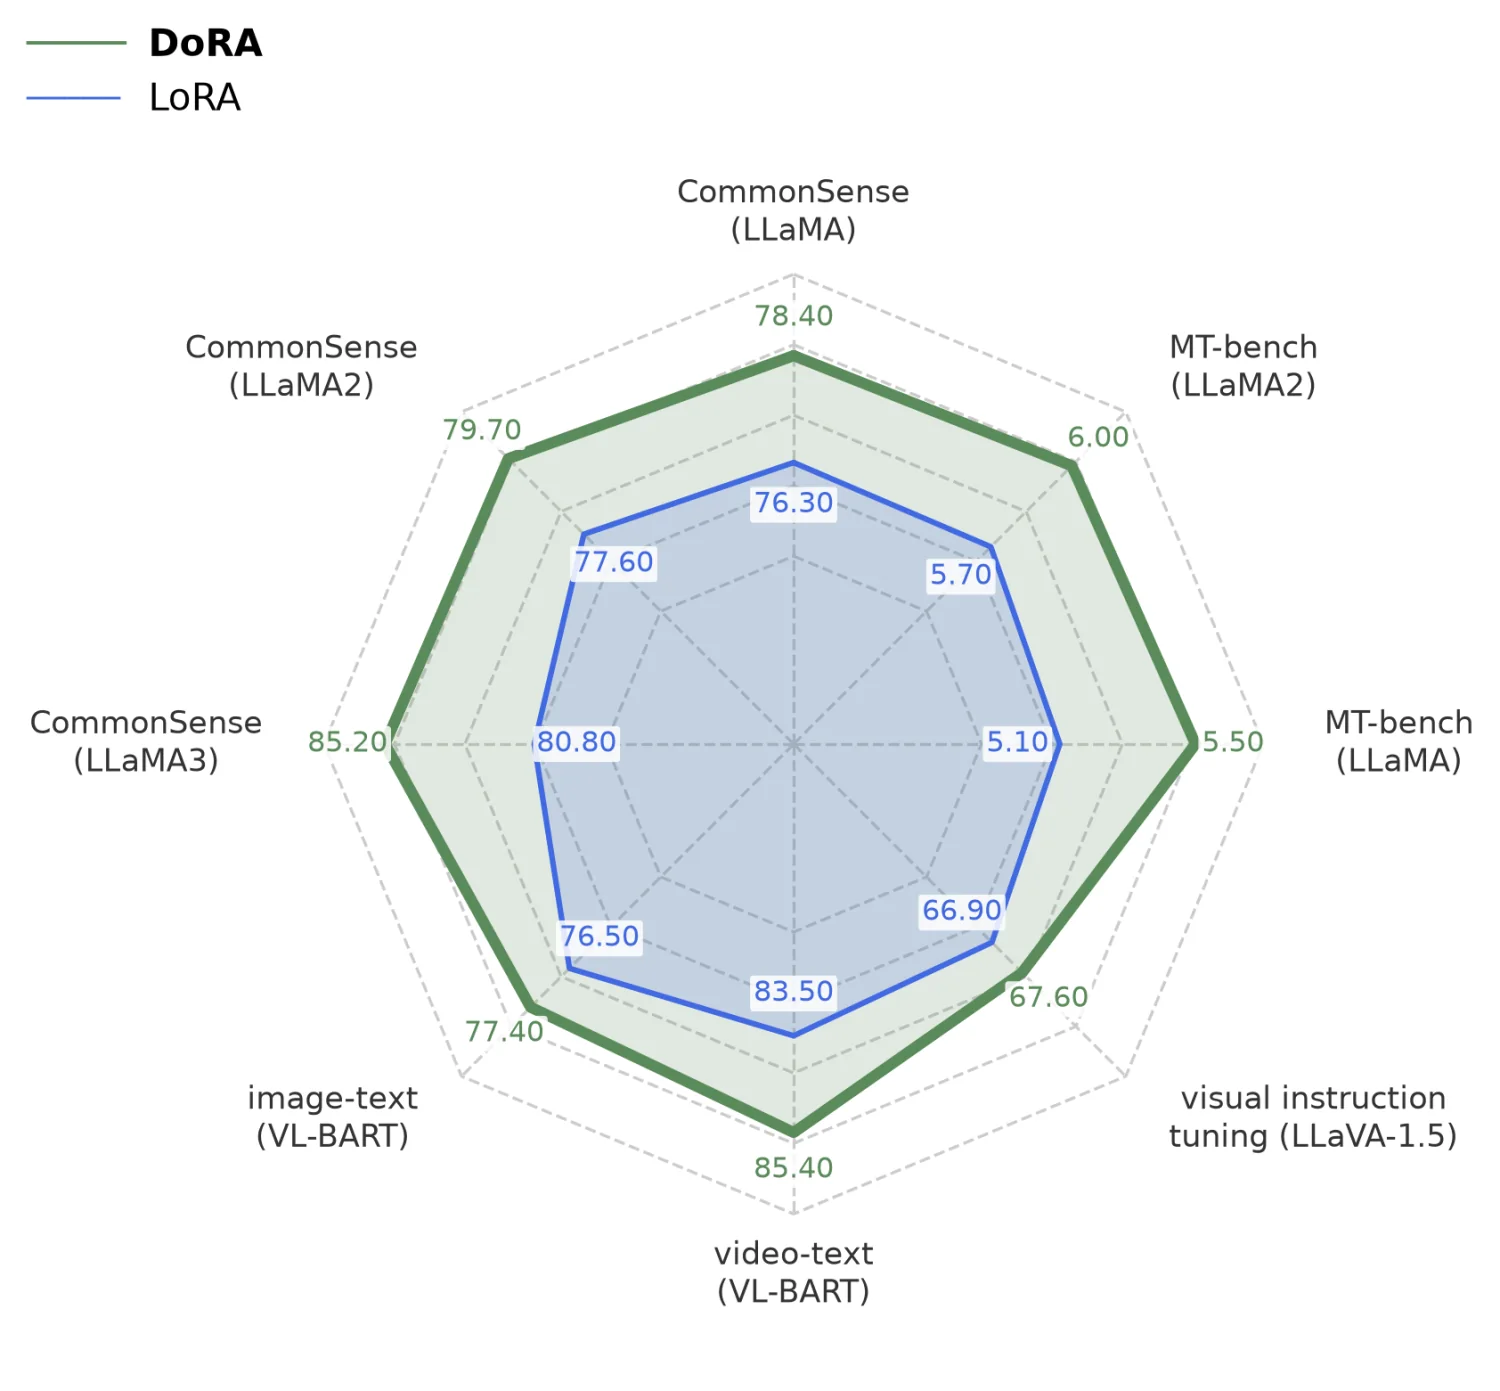 DoRA
LoRA
CommonSense
(LLaMA)
78.40
76.30
MT-bench
(LLaMA2)
6.00
5.70
MT-bench
(LLaMA)
5.50
5.10
visual instruction
tuning (LLaVA-1.5)
67.60
66.90
video-text
(VL-BART)
85.40
83.50
image-text
(VL-BART)
77.40
76.50
CommonSense
(LLaMA3)
85.20
80.80
CommonSense
(LLaMA2)
79.70
77.60